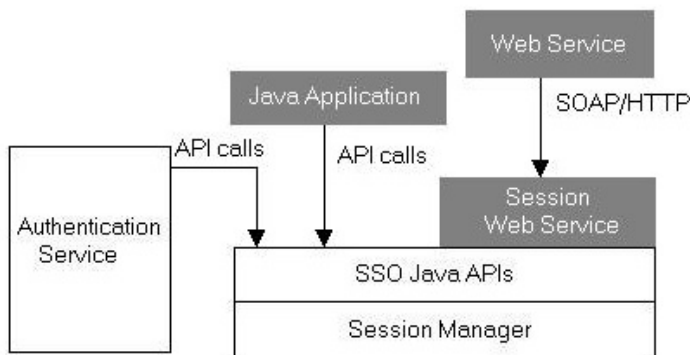 Web Service
Java Application
SOAP/HTTP
API calls
API calls
Authentication
Service
Session
Web Service
SSO Java APIs
Session Manager